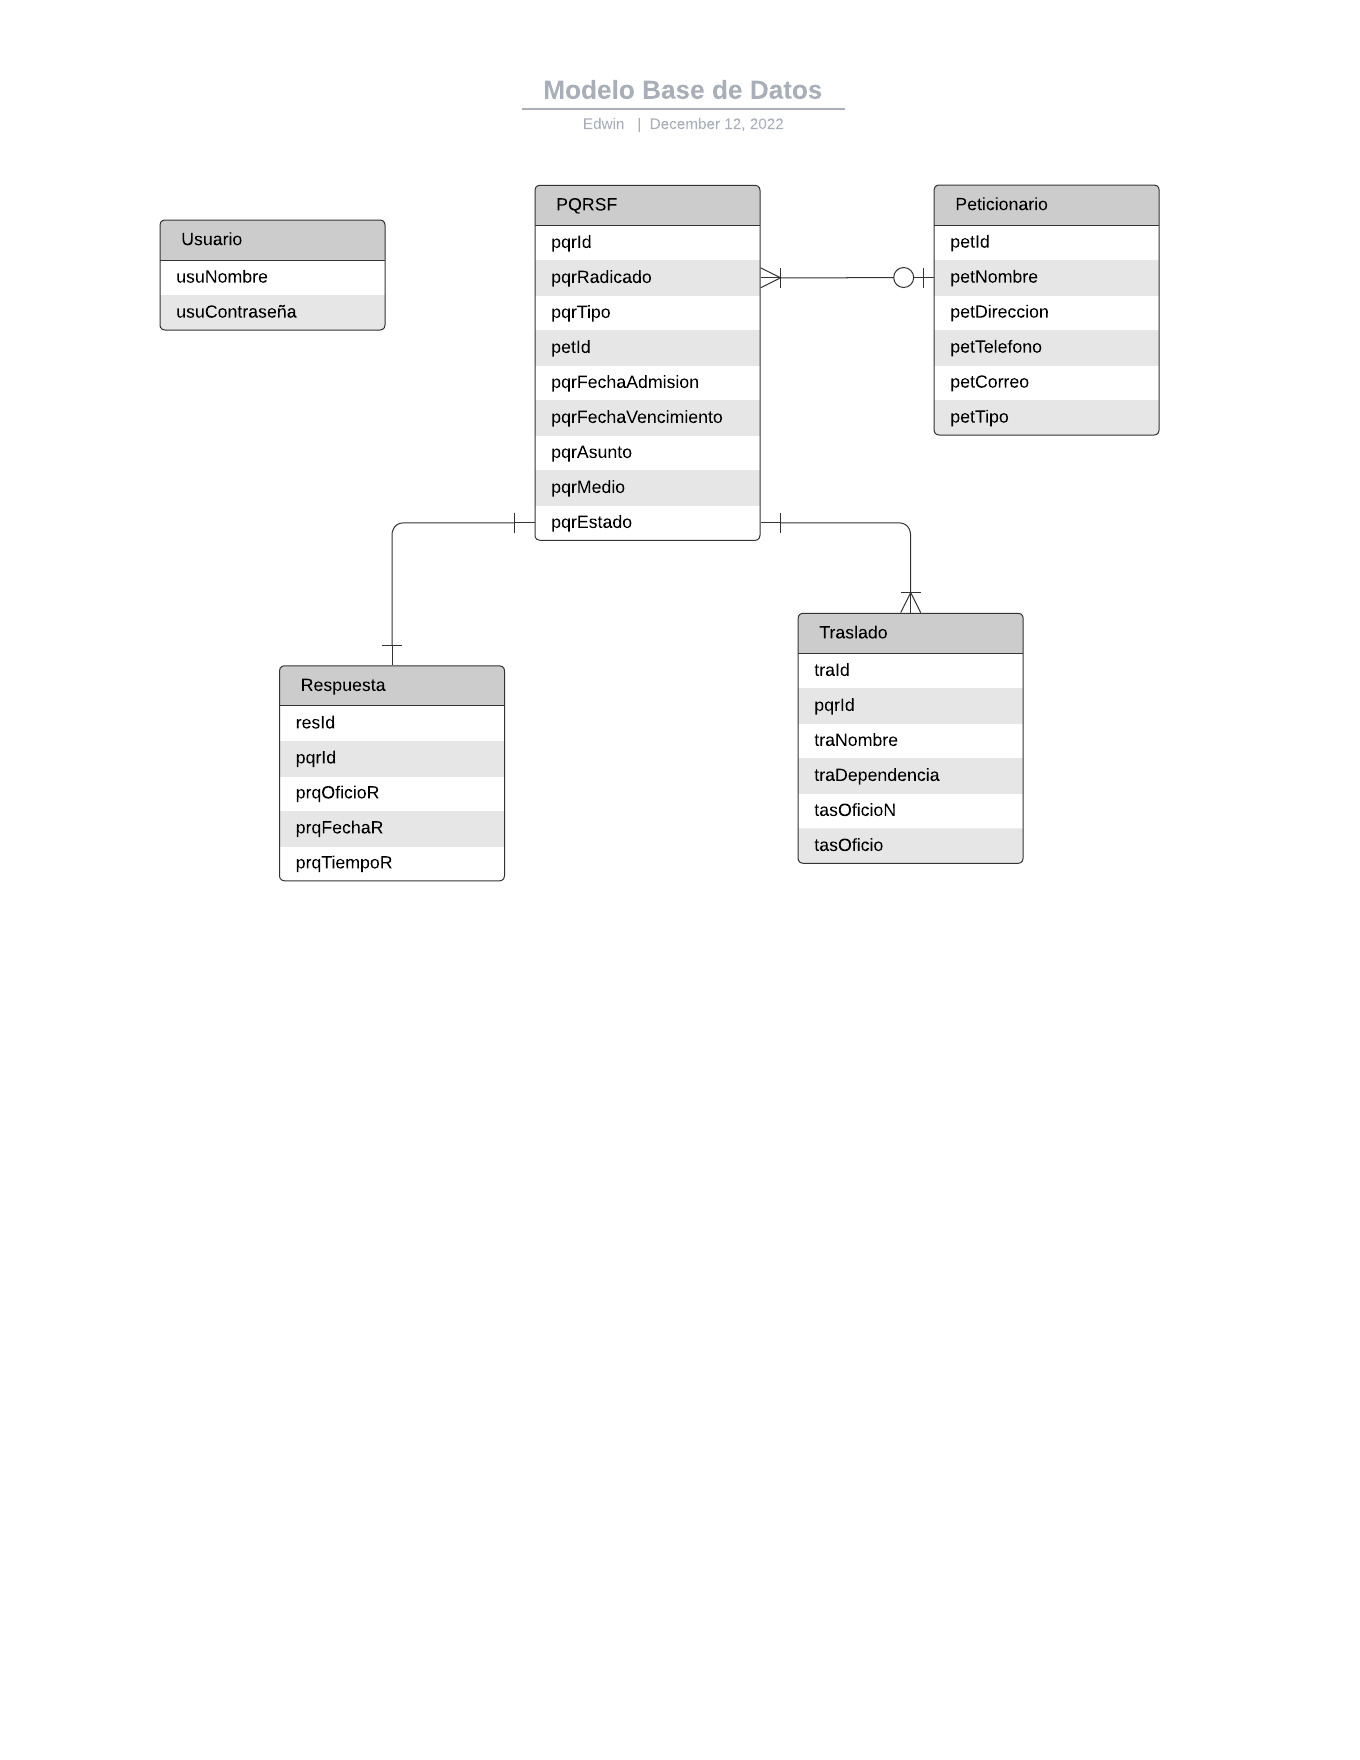 Modelo Base de Datos
Edwin | December 12, 2022
Usuario
usuNombre
usuContraseña
PQRSF
pqrId
pqrRadicado
pqrTipo
petId
pqrFechaAdmision
pqrFechaVencimiento
pqrAsunto
pqrMedio
pqrEstado
Peticionario
petId
petNombre
petDireccion
petTelefono
petCorreo
petTipo
Respuesta
resId
pqrId
prqOficioR
prqFechaR
prqTiempoR
Traslado
traId
pqrId
traNombre
traDependencia
tasOficioN
tasOficio